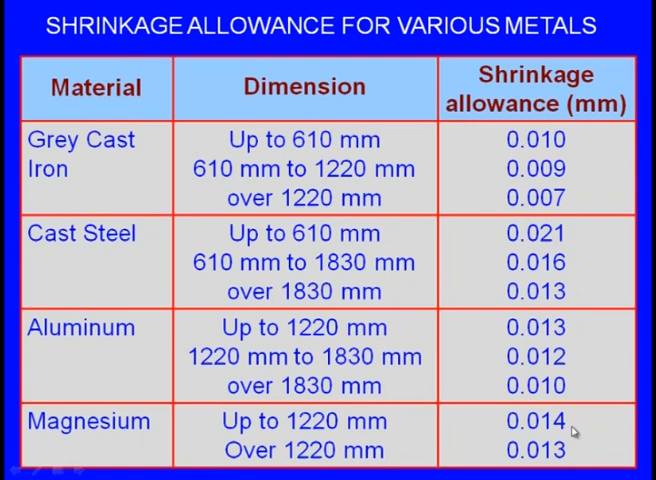 SHRINKAGE ALLOWANCE FOR VARIOUS METALS
Material Dimension Shrinkage allowance (mm)
Grey Cast Iron Up to 610 mm 0.010
610 mm to 1220 mm 0.009
over 1220 mm 0.007
Cast Steel Up to 610 mm 0.021
610 mm to 1830 mm 0.016
over 1830 mm 0.013
Aluminum Up to 1220 mm 0.013
1220 mm to 1830 mm 0.012
over 1830 mm 0.010
Magnesium Up to 1220 mm 0.014
Over 1220 mm 0.013